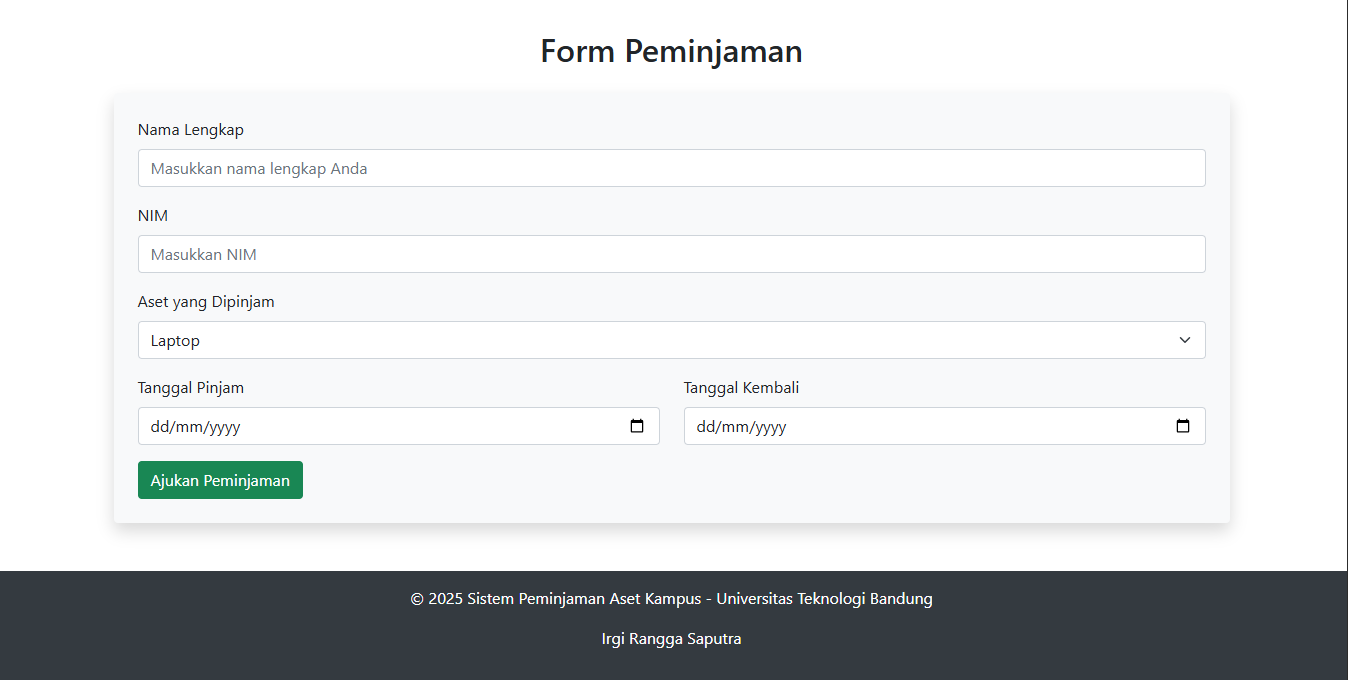 Form Peminjaman
Nama Lengkap
Masukkan nama lengkap Anda
NIM
Masukkan NIM
Aset yang Dipinjam
Laptop
Tanggal Pinjam
Tanggal Kembali
dd/mm/yyyy
dd/mm/yyyy
Ajukan Peminjaman
© 2025 Sistem Peminjaman Aset Kampus - Universitas Teknologi Bandung
Irgi Rangga Saputra